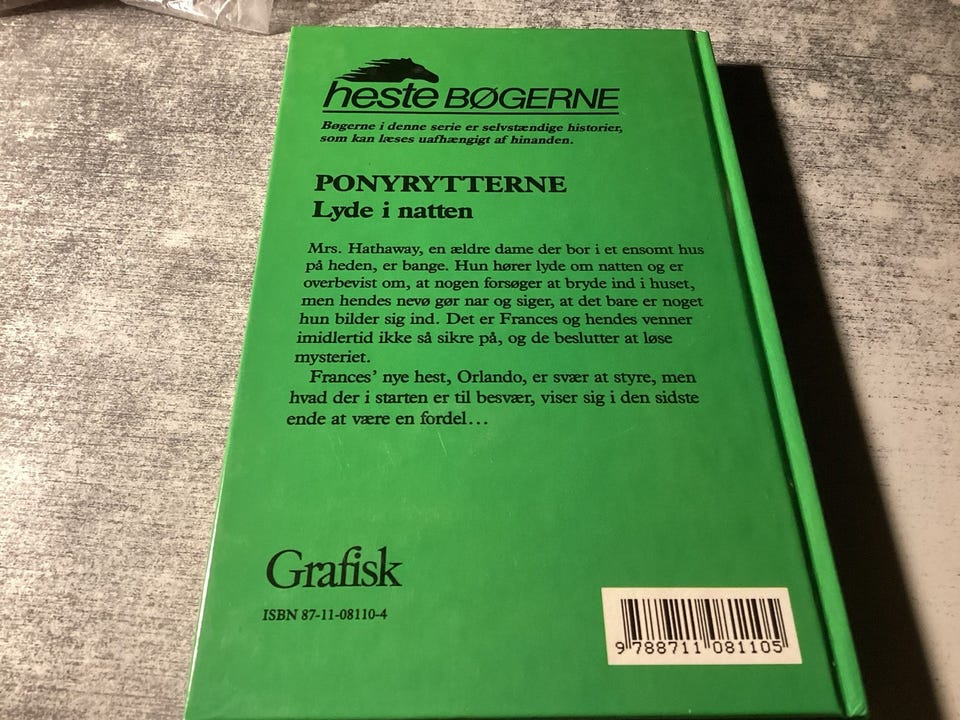 heste BØGERNE
Bøgerne i denne serie er selvstændige historier,
som kan læses uafhængigt af hinanden.
PONYRYTTERNE
Lyde i natten
Mrs. Hathaway, en ældre dame der bor i et ensomt hus
på heden, er bange. Hun hører lyde om natten og er
overbevist om, at nogen forsøger at bryde ind i huset,
men hendes nevø gør nar og siger, at det bare er noget
hun bilder sig ind. Det er Frances og hendes venner
imidlertid ikke så sikre på, og de beslutter at løse
mysteriet.
Frances' nye hest, Orlando, er svær at styre, men
hvad der i starten er til besvær, viser sig i den sidste
ende at være en fordel...
Grafisk
ISBN 87-11-08110-4
9 788711 081105